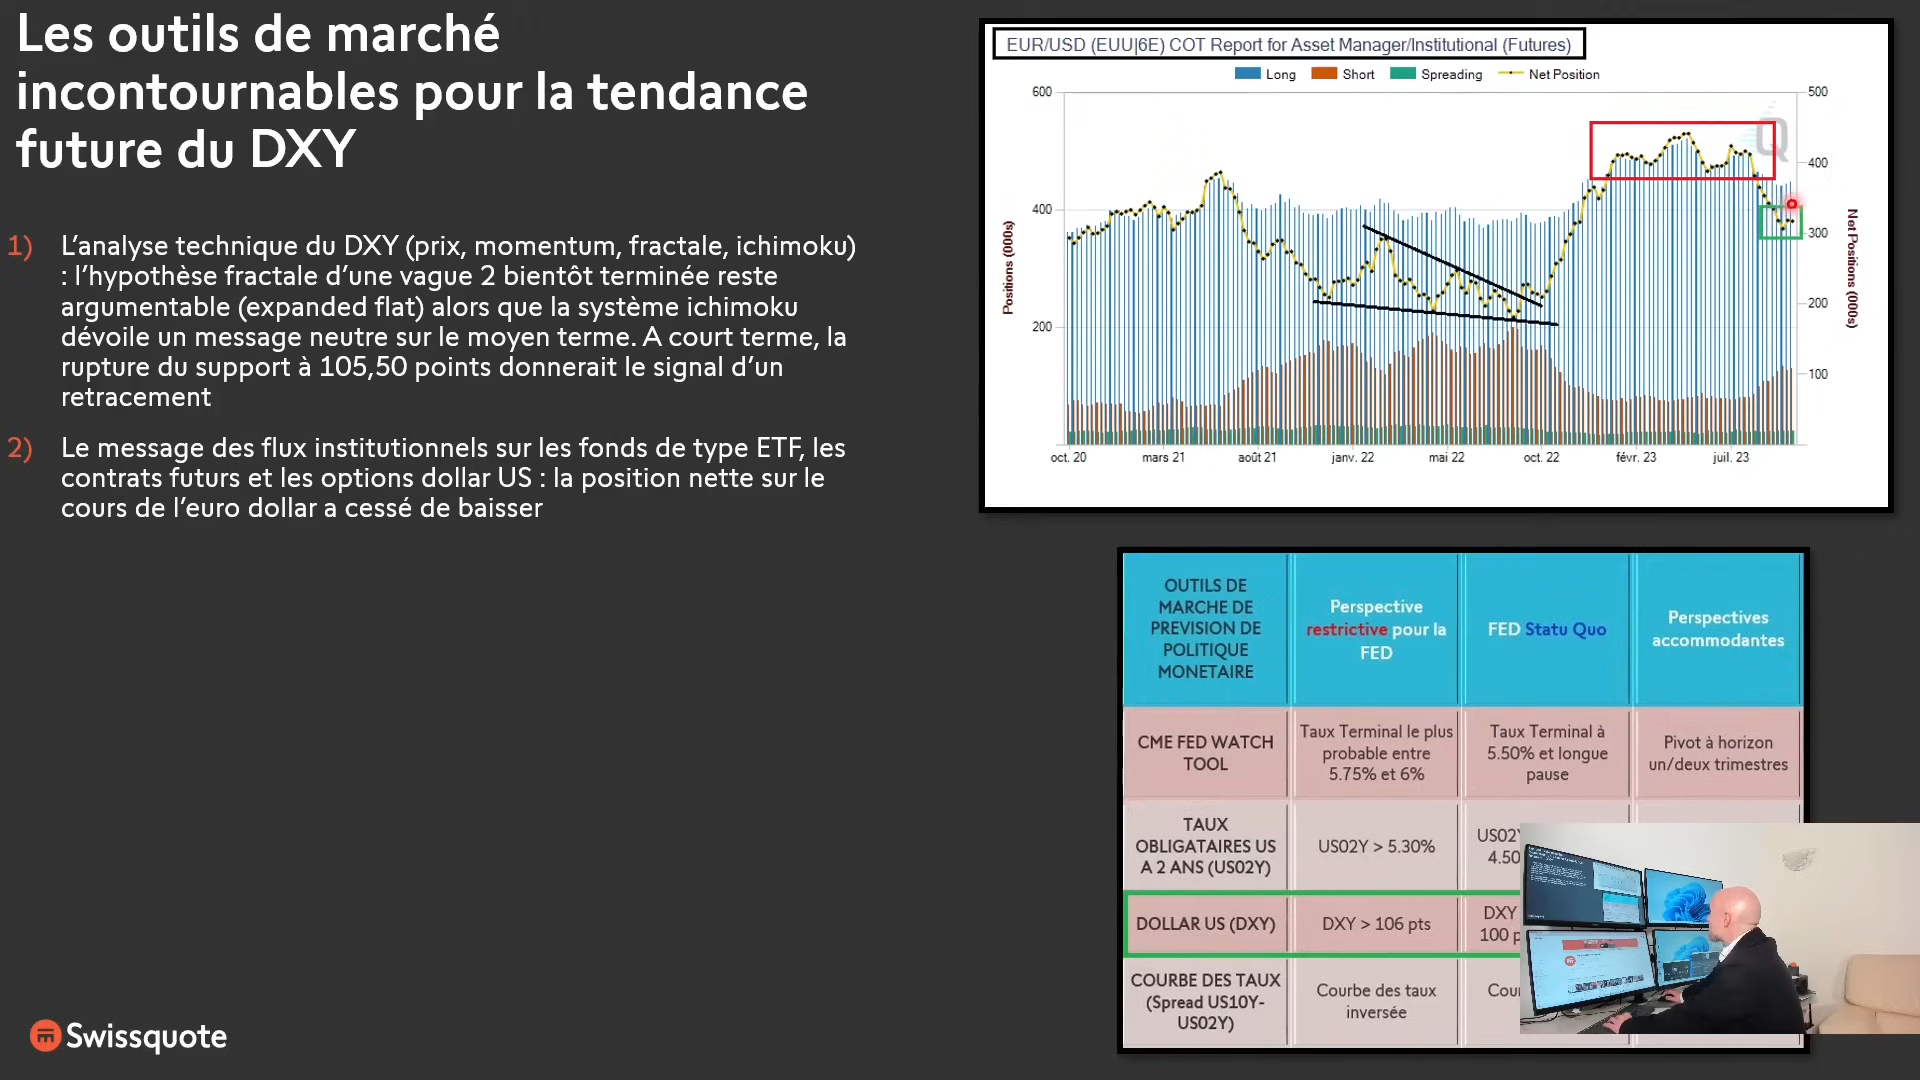 Les outils de marché
incontournables pour la tendance
future du DXY
1) L’analyse technique du DXY (prix, momentum, fractale, ichimoku)
: l’hypothèse fractale d’une vague 2 bientôt terminée reste
argumentable (expanded flat) alors que la système ichimoku
dévoile un message neutre sur le moyen terme. A court terme, la
rupture du support à 105,50 points donnerait le signal d’un
retracement
2) Le message des flux institutionnels sur les fonds de type ETF, les
contrats futurs et les options dollar US : la position nette sur le
cours de l’euro dollar a cessé de baisser
Swissquote
EUR/USD (EUU|6E) COT Report for Asset Manager/Institutional (Futures)
Long Short Spreading Net Position
600
400
200
Positions (000s)
500
400
300
200
100
Net Positions (000s)
Q
oct. 20 mars 21 août 21 janv. 22 mai 22 oct. 22 févr. 23 juil. 23
OUTILS DE
MARCHE DE
PREVISION DE
POLITIQUE
MONETAIRE
Perspective
restrictive pour la
FED
FED Statu Quo
Perspectives
accommodantes
CME FED WATCH
TOOL
Taux Terminal le plus
probable entre
5.75% et 6%
Taux Terminal à
5.50% et longue
pause
Pivot à horizon
un/deux trimestres
TAUX
OBLIGATAIRES US
A 2 ANS (US02Y)
US02Y > 5.30%
US02Y
4.50
DOLLAR US (DXY)
DXY > 106 pts
DXY
100 p
COURBE DES TAUX
(Spread US10Y-
US02Y)
Courbe des taux
inversée
Cou